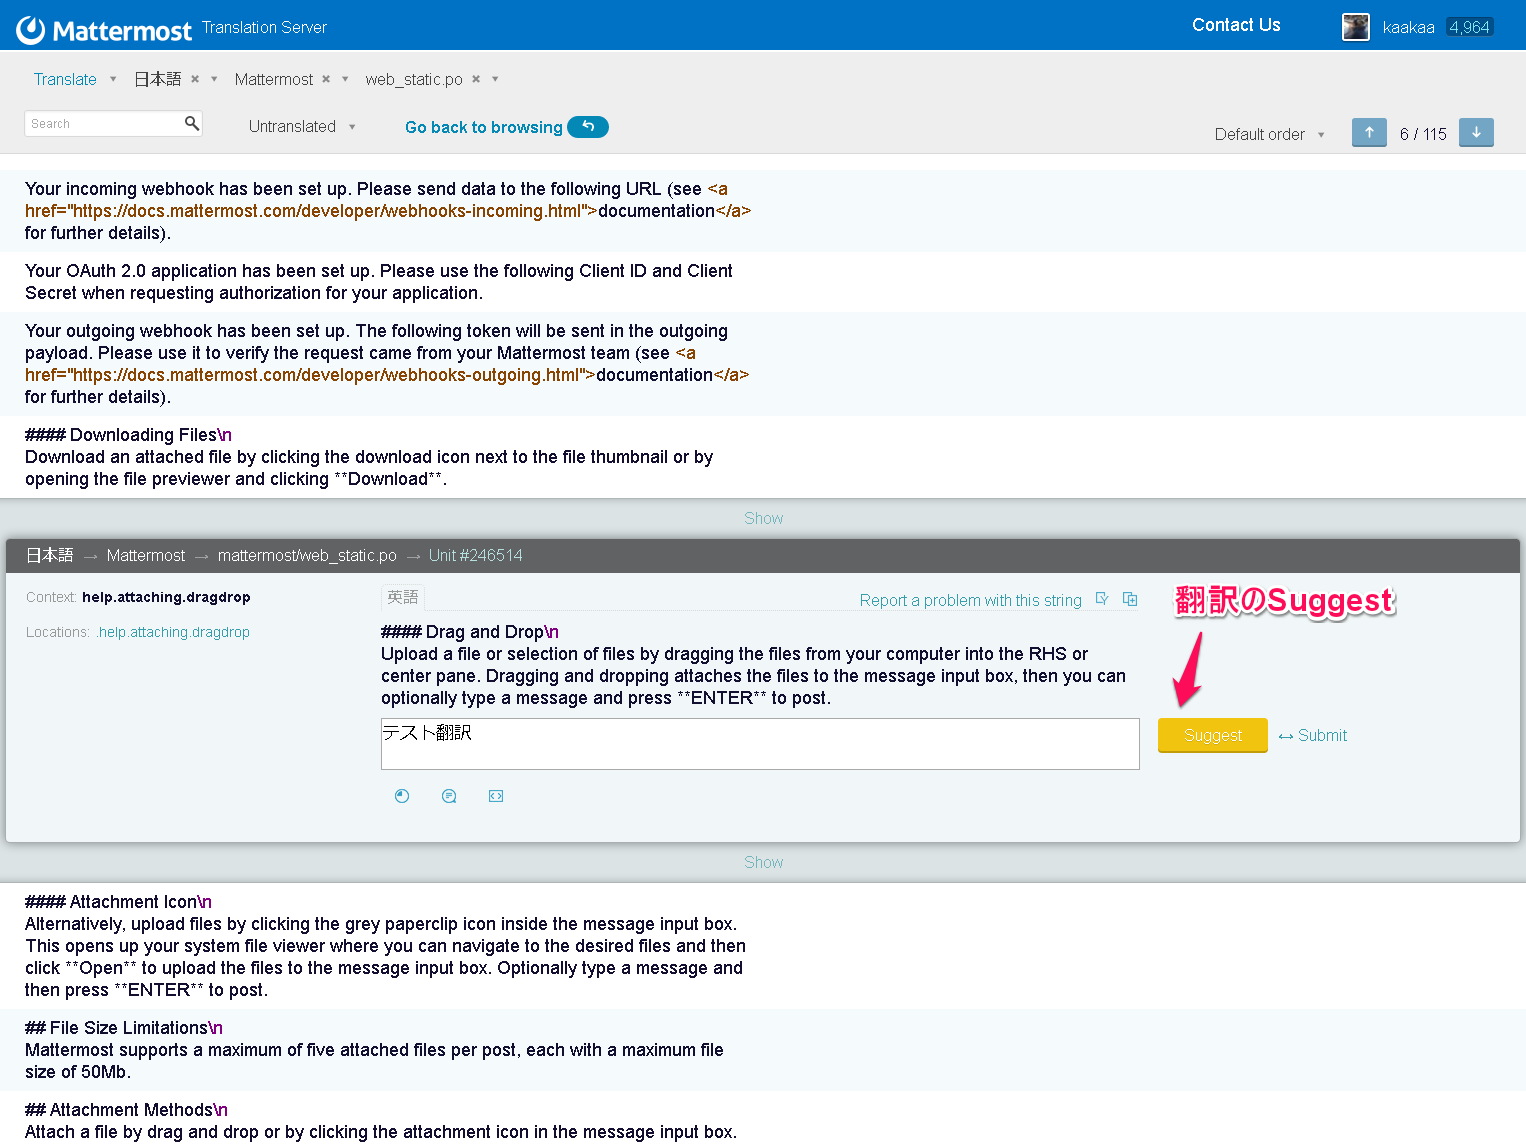 Mattermost Translation Server Contact Us kaakaa 4,964
Translate 日本語 Mattermost web_static.po
Search Untranslated Go back to browsing Default order 6 / 115
Your incoming webhook has been set up. Please send data to the following URL (see <a
href="https://docs.mattermost.com/developer/webhooks-incoming.html">documentation</a>
for further details).
Your OAuth 2.0 application has been set up. Please use the following Client ID and Client
Secret when requesting authorization for your application.
Your outgoing webhook has been set up. The following token will be sent in the outgoing
payload. Please use it to verify the request came from your Mattermost team (see <a
href="https://docs.mattermost.com/developer/webhooks-outgoing.html">documentation</a>
for further details).
#### Downloading Files\n
Download an attached file by clicking the download icon next to the file thumbnail or by
opening the file previewer and clicking **Download**.
Show
日本語 → Mattermost → mattermost/web_static.po → Unit #246514
Context: help.attaching.dragdrop
Locations: .help.attaching.dragdrop
英語
Report a problem with this string
翻訳のSuggest
#### Drag and Drop\n
Upload a file or selection of files by dragging the files from your computer into the RHS or
center pane. Dragging and dropping attaches the files to the message input box, then you can
optionally type a message and press **ENTER** to post.
テスト翻訳
Suggest ↔ Submit
Show
#### Attachment Icon\n
Alternatively, upload files by clicking the grey paperclip icon inside the message input box.
This opens up your system file viewer where you can navigate to the desired files and then
click **Open** to upload the files to the message input box. Optionally type a message and
then press **ENTER** to post.
## File Size Limitations\n
Mattermost supports a maximum of five attached files per post, each with a maximum file
size of 50Mb.
## Attachment Methods\n
Attach a file by drag and drop or by clicking the attachment icon in the message input box.